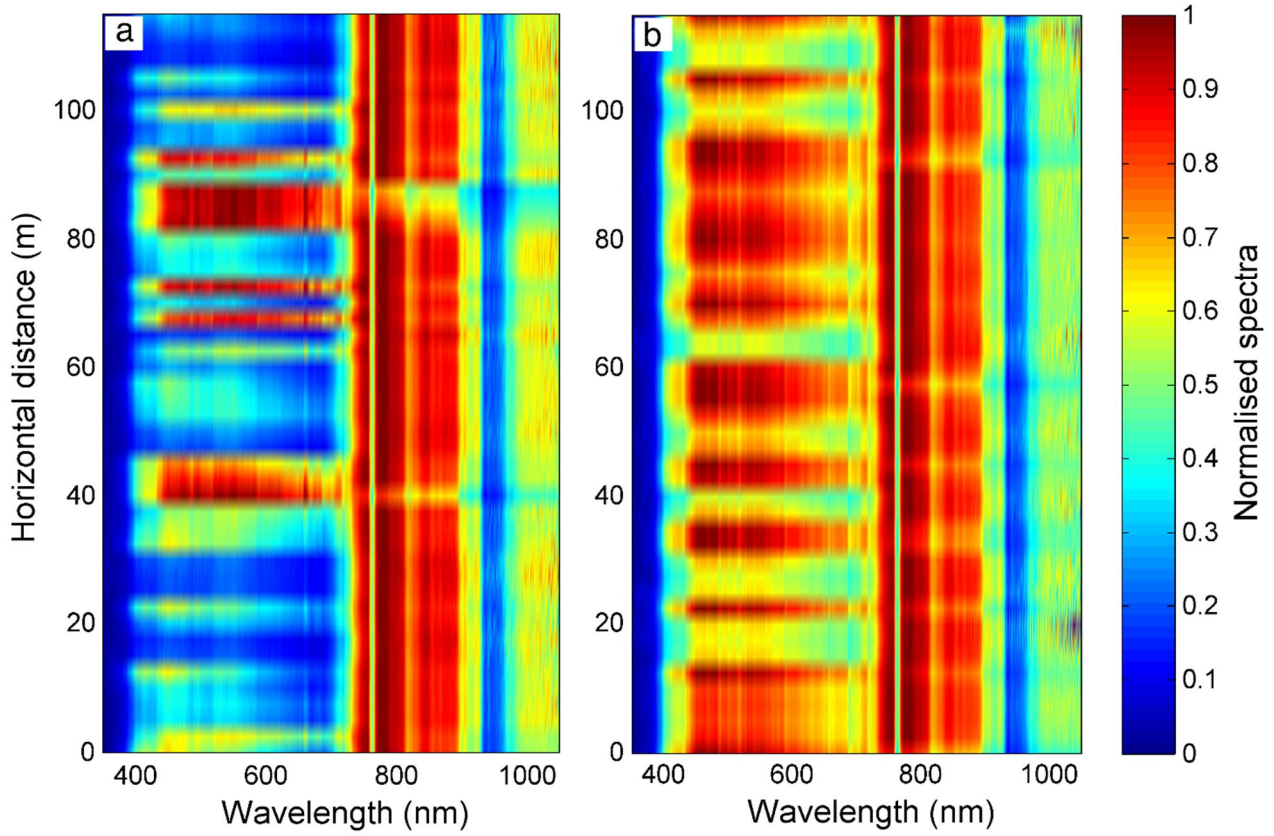 a
b
100
80
60
40
20
0
400 600 800 1000
Wavelength (nm)
Horizontal distance (m)
100
80
60
40
20
0
400 600 800 1000
Wavelength (nm)
1
0.9
0.8
0.7
0.6
0.5
0.4
0.3
0.2
0.1
0
Normalised spectra